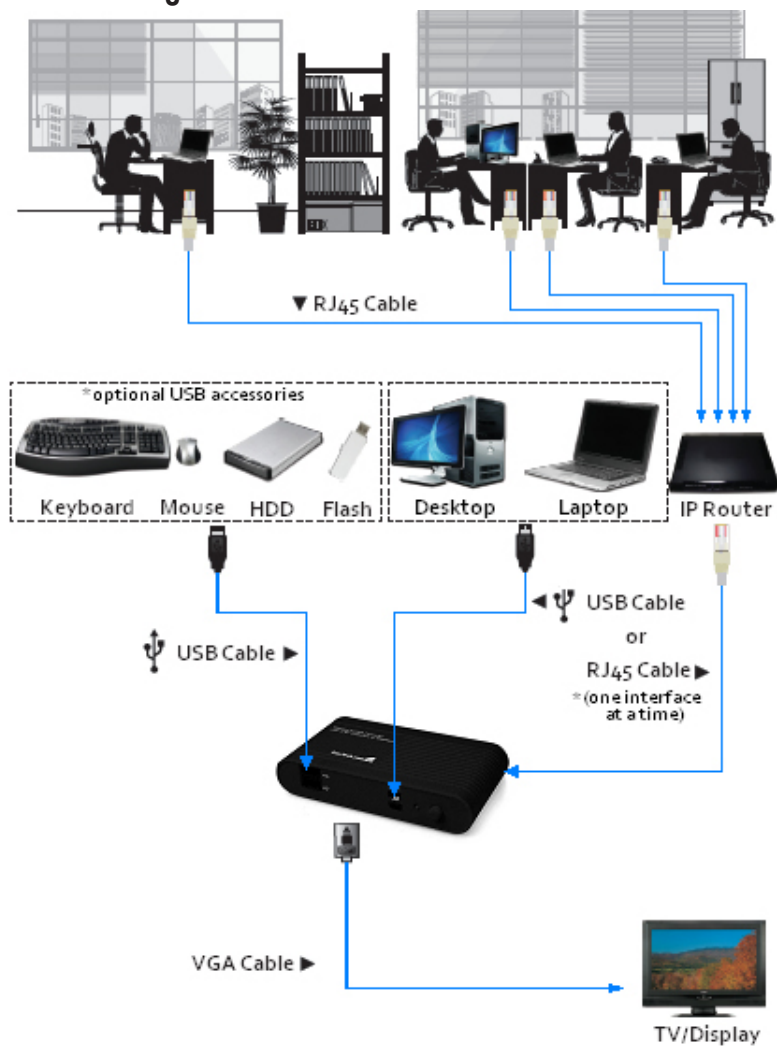 ▼ RJ45 Cable
*optional USB accessories
Keyboard Mouse HDD Flash
Desktop Laptop
IP Router
◄ USB Cable
or
RJ45 Cable ►
*(one interface
at a time)
USB Cable ►
VGA Cable ►
TV/Display